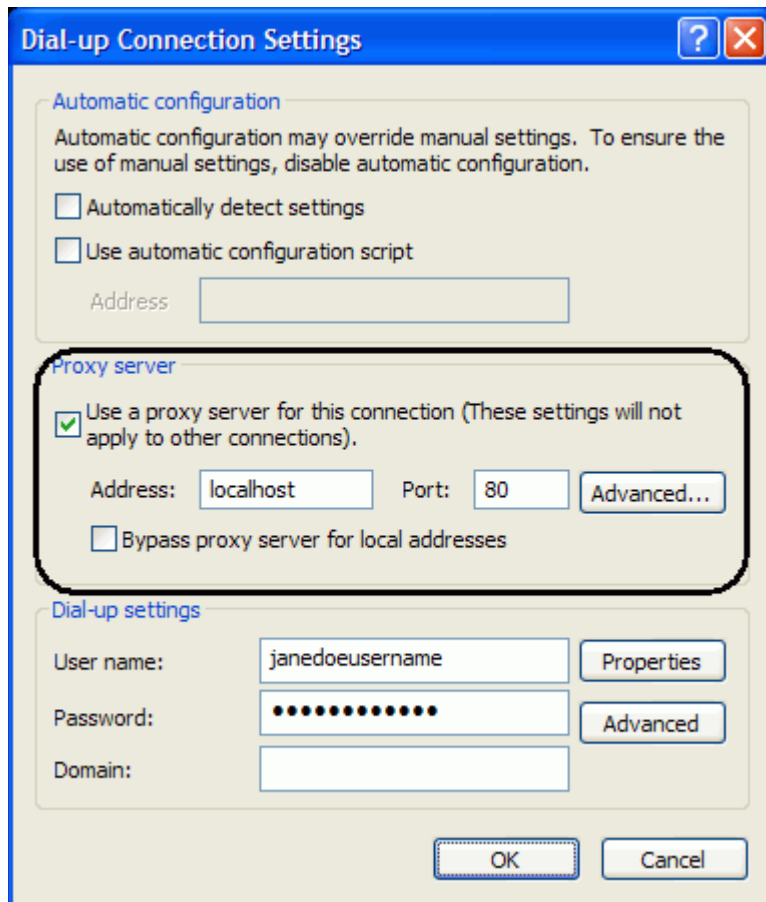 Dial-up Connection Settings
Automatic configuration
Automatic configuration may override manual settings. To ensure the
use of manual settings, disable automatic configuration.
Automatically detect settings
Use automatic configuration script
Address
Proxy server
Use a proxy server for this connection (These settings will not
apply to other connections).
Address: localhost Port: 80 Advanced...
Bypass proxy server for local addresses
Dial-up settings
User name: janedoeusername Properties
Password: ●●●●●●●●●●●● Advanced
Domain:
OK Cancel